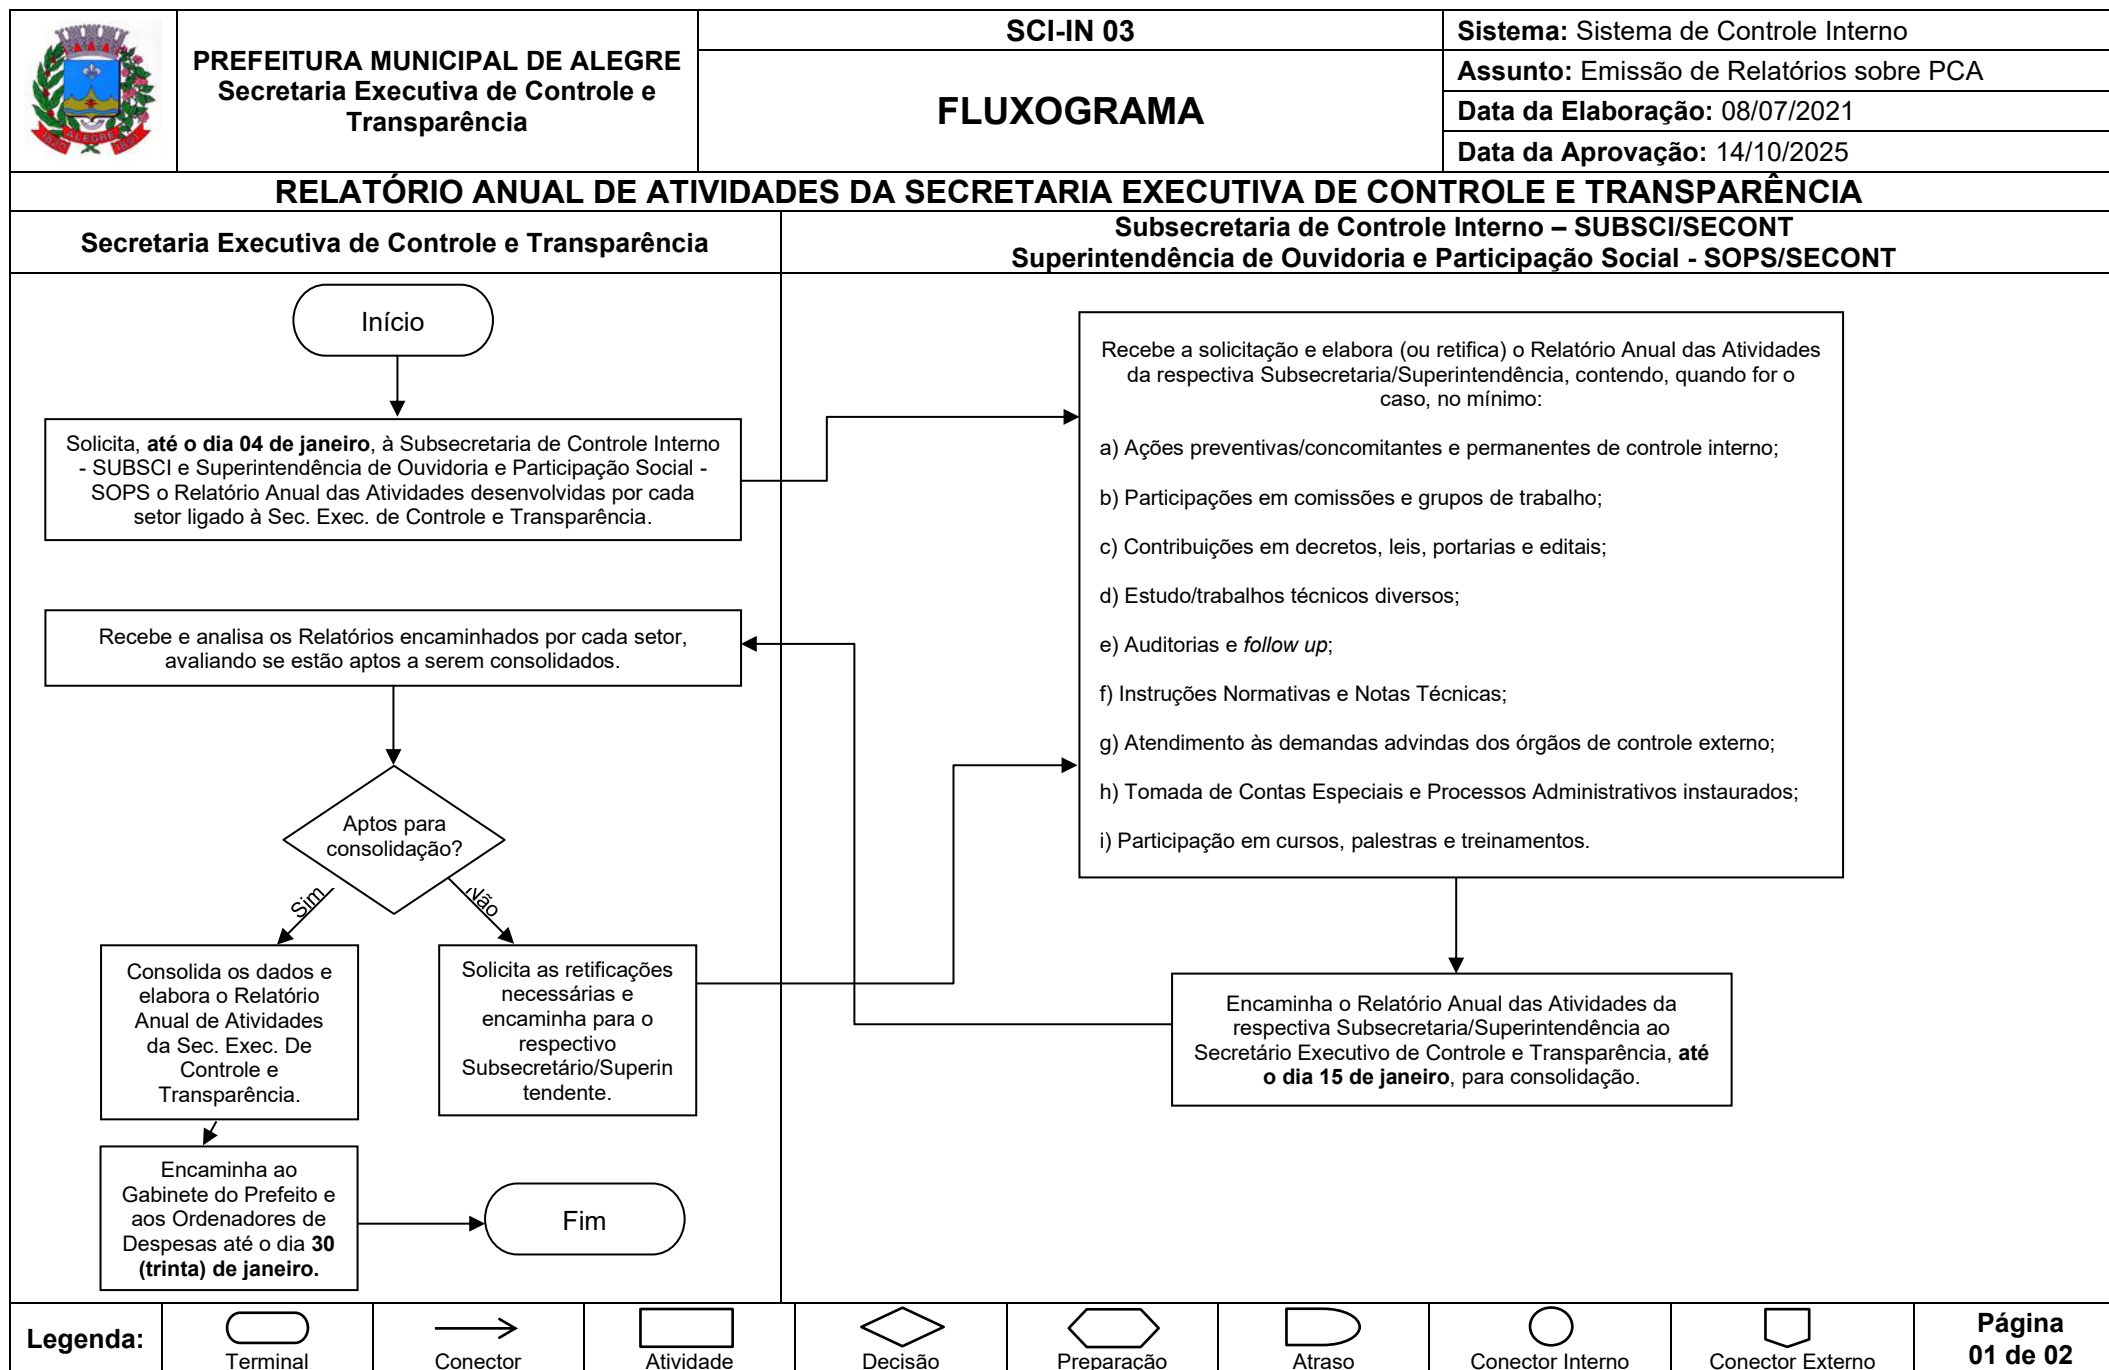 PREFEITURA MUNICIPAL DE ALEGRE
Secretaria Executiva de Controle e
Transparência
SCI-IN 03
FLUXOGRAMA
Sistema: Sistema de Controle Interno
Assunto: Emissão de Relatórios sobre PCA
Data da Elaboração: 08/07/2021
Data da Aprovação: 14/10/2025
ALEGRE
RELATÓRIO ANUAL DE ATIVIDADES DA SECRETARIA EXECUTIVA DE CONTROLE E TRANSPARÊNCIA
Secretaria Executiva de Controle e Transparência
Subsecretaria de Controle Interno – SUBSCI/SECONT
Superintendência de Ouvidoria e Participação Social - SOPS/SECONT
Início
Solicita, até o dia 04 de janeiro, à Subsecretaria de Controle Interno
- SUBSCI e Superintendência de Ouvidoria e Participação Social -
SOPS o Relatório Anual das Atividades desenvolvidas por cada
setor ligado à Sec. Exec. de Controle e Transparência.
Recebe a solicitação e elabora (ou retifica) o Relatório Anual das Atividades
da respectiva Subsecretaria/Superintendência, contendo, quando for o
caso, no mínimo:
a) Ações preventivas/concomitantes e permanentes de controle interno;
b) Participações em comissões e grupos de trabalho;
c) Contribuições em decretos, leis, portarias e editais;
d) Estudo/trabalhos técnicos diversos;
e) Auditorias e follow up;
f) Instruções Normativas e Notas Técnicas;
g) Atendimento às demandas advindas dos órgãos de controle externo;
h) Tomada de Contas Especiais e Processos Administrativos instaurados;
i) Participação em cursos, palestras e treinamentos.
Encaminha o Relatório Anual das Atividades da
respectiva Subsecretaria/Superintendência ao
Secretário Executivo de Controle e Transparência, até
o dia 15 de janeiro, para consolidação.
Recebe e analisa os Relatórios encaminhados por cada setor,
avaliando se estão aptos a serem consolidados.
Aptos para
consolidação?
Sim
Não
Consolida os dados e
elabora o Relatório
Anual de Atividades
da Sec. Exec. De
Controle e
Transparência.
Solicita as retificações
necessárias e
encaminha para o
respectivo
Subsecretário/Superin
tendente.
Encaminha ao
Gabinete do Prefeito e
aos Ordenadores de
Despesas até o dia 30
(trinta) de janeiro.
Fim
Legenda:
Terminal
Conector
Atividade
Decisão
Preparação
Atraso
Conector Interno
Conector Externo
Página
01 de 02